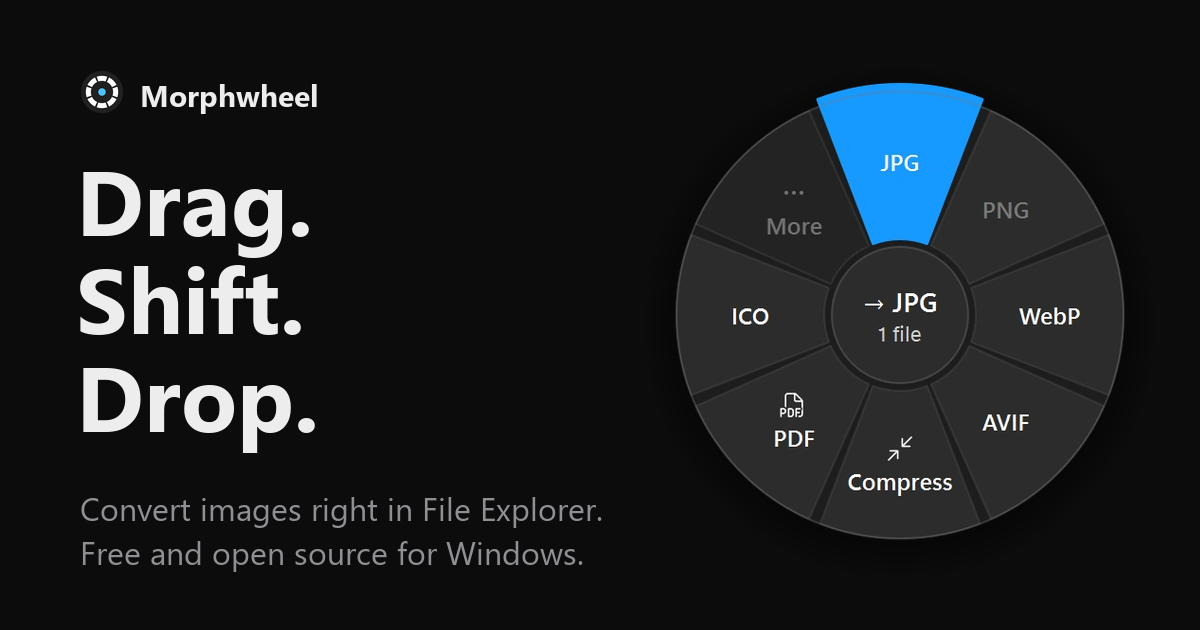 Morphwheel
Drag.
Shift.
Drop.
Convert images right in File Explorer.
Free and open source for Windows.
JPG
PNG
WebP
AVIF
Compress
PDF
PDF
ICO
...
More
→ JPG
1 file